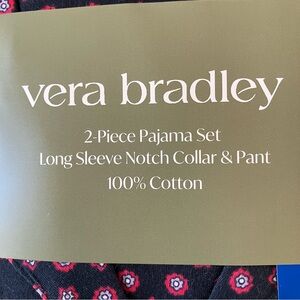 vera bradley
2-Piece Pajama Set
Long Sleeve Notch Collar & Pant
100% Cotton